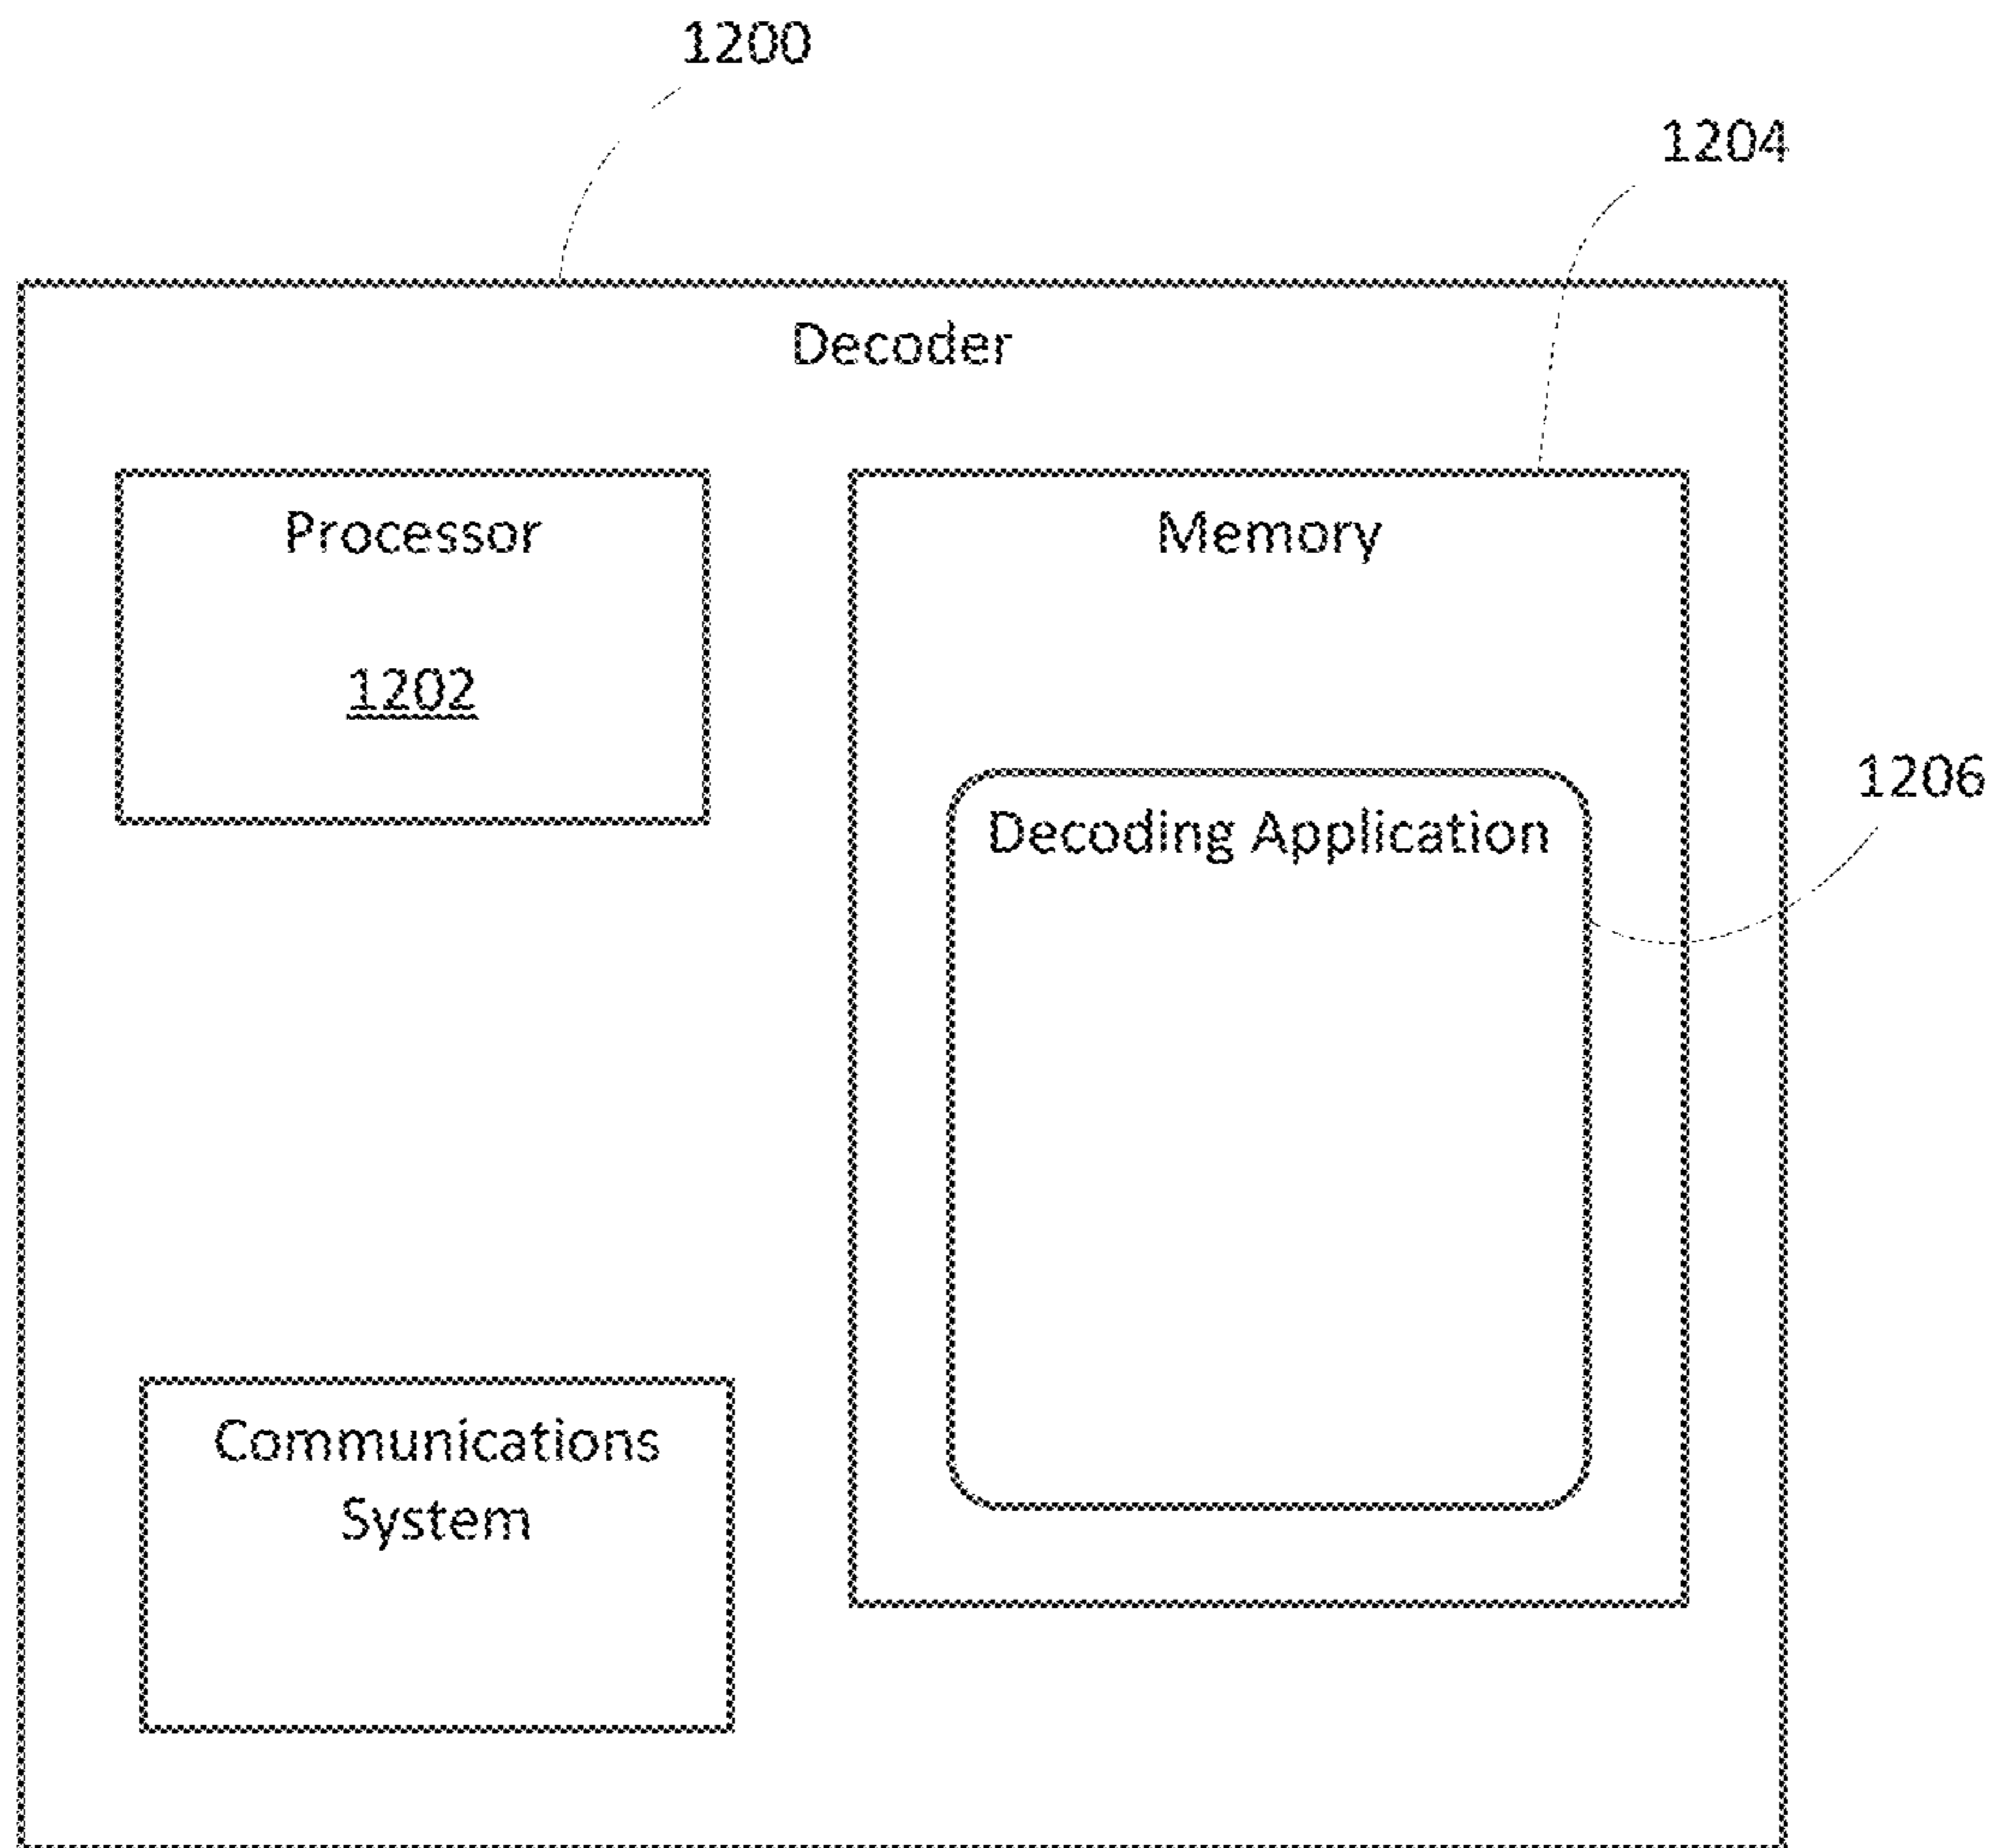 1200
1204
Decoder
Processor
1202
Memory
Decoding Application
1206
Communications
System